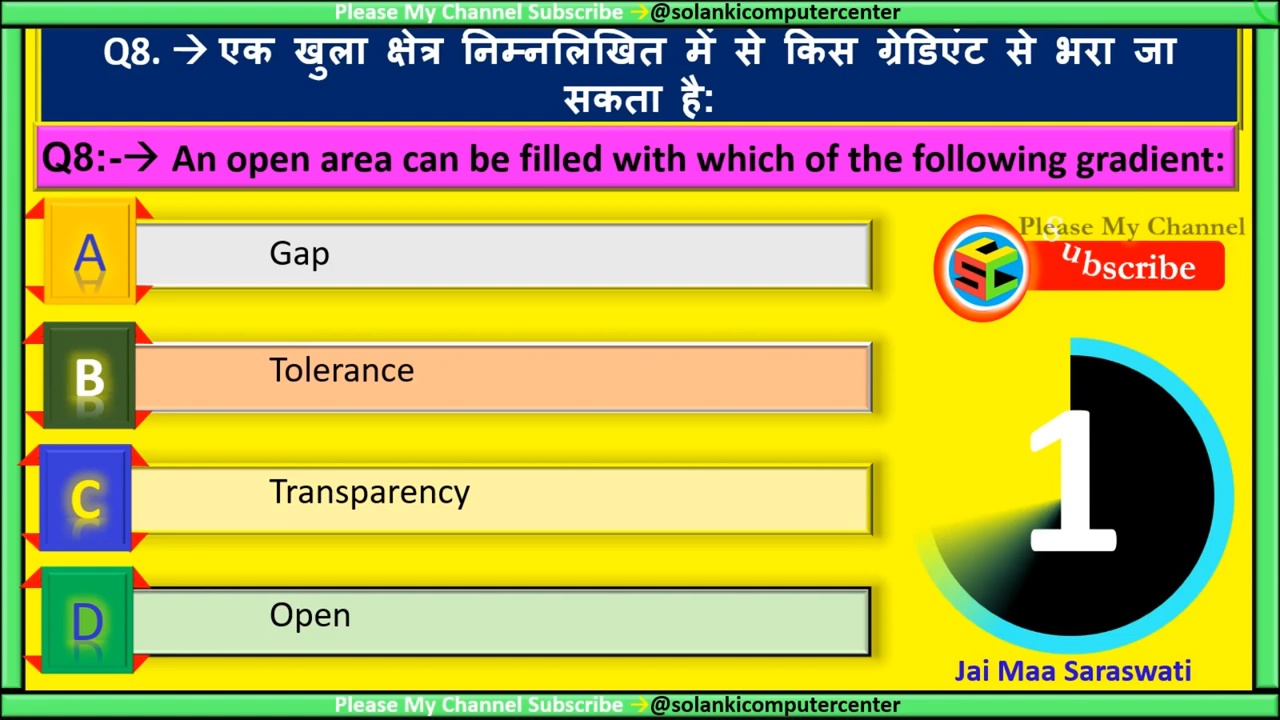 Please My Channel Subscribe →@solankicomputercenter
Q8. → एक खुला क्षेत्र निम्नलिखित में से किस ग्रेडिएंट से भरा जा
सकता है:
Q8:-→ An open area can be filled with which of the following gradient:
A Gap
B Tolerance
C Transparency
D Open
Please My Channel
Subscribe
SCC
1
Jai Maa Saraswati
Please My Channel Subscribe →@solankicomputercenter